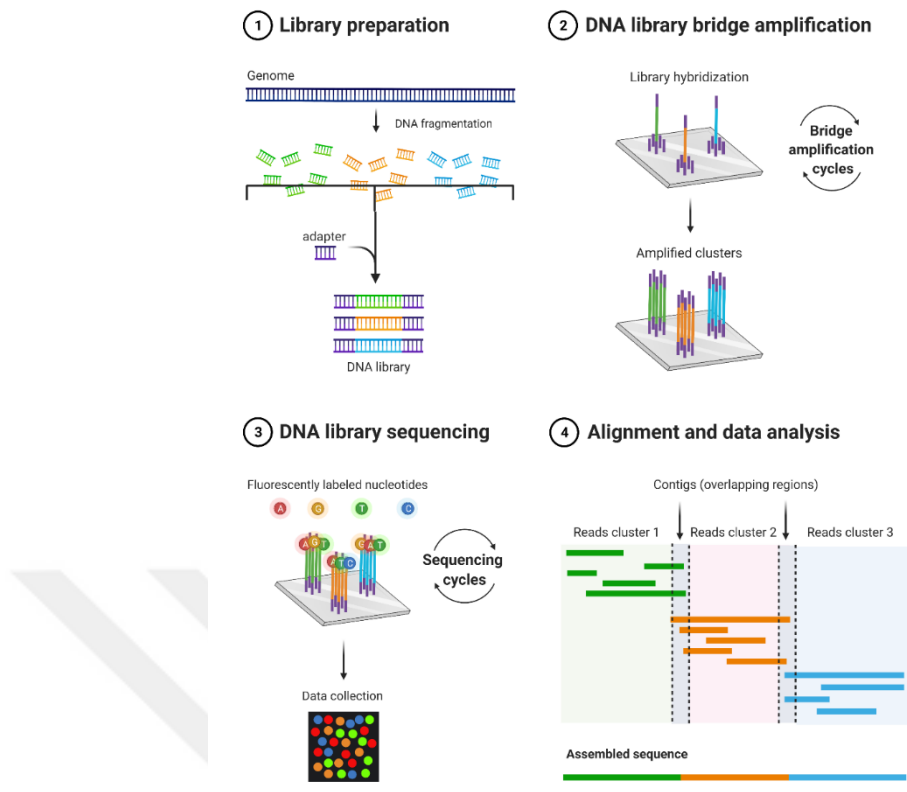 1 Library preparation
Genome
DNA fragmentation
adapter
DNA library
2 DNA library bridge amplification
Library hybridization
Bridge
amplification
cycles
Amplified clusters
3 DNA library sequencing
Fluorescently labeled nucleotides
A G T C
A G T G A T
A T C
Sequencing
cycles
Data collection
4 Alignment and data analysis
Contigs (overlapping regions)
Reads cluster 1 Reads cluster 2 Reads cluster 3
Assembled sequence